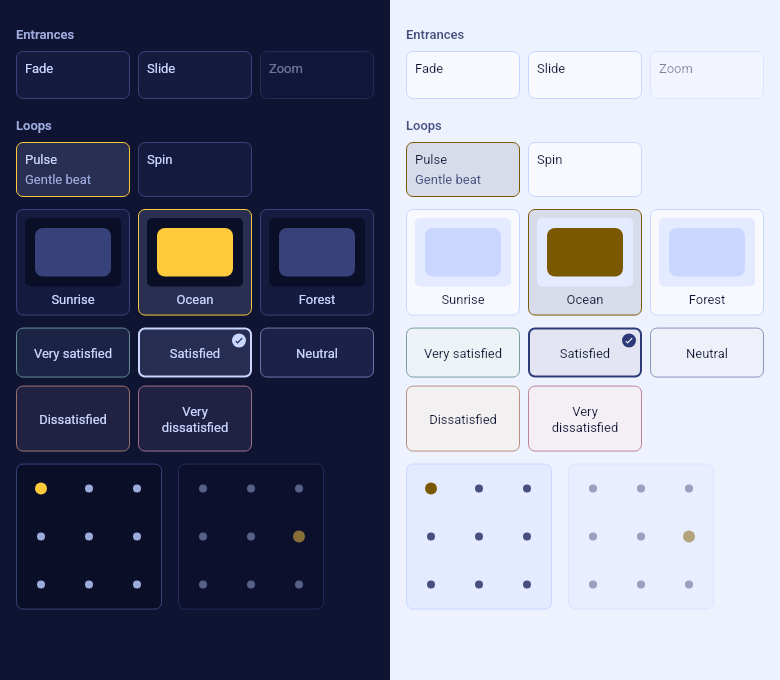 Entrances
Fade
Slide
Zoom
Loops
Pulse
Gentle beat
Spin
Sunrise
Ocean
Forest
Very satisfied
Satisfied
Neutral
Dissatisfied
Very
dissatisfied
Entrances
Fade
Slide
Zoom
Loops
Pulse
Gentle beat
Spin
Sunrise
Ocean
Forest
Very satisfied
Satisfied
Neutral
Dissatisfied
Very
dissatisfied